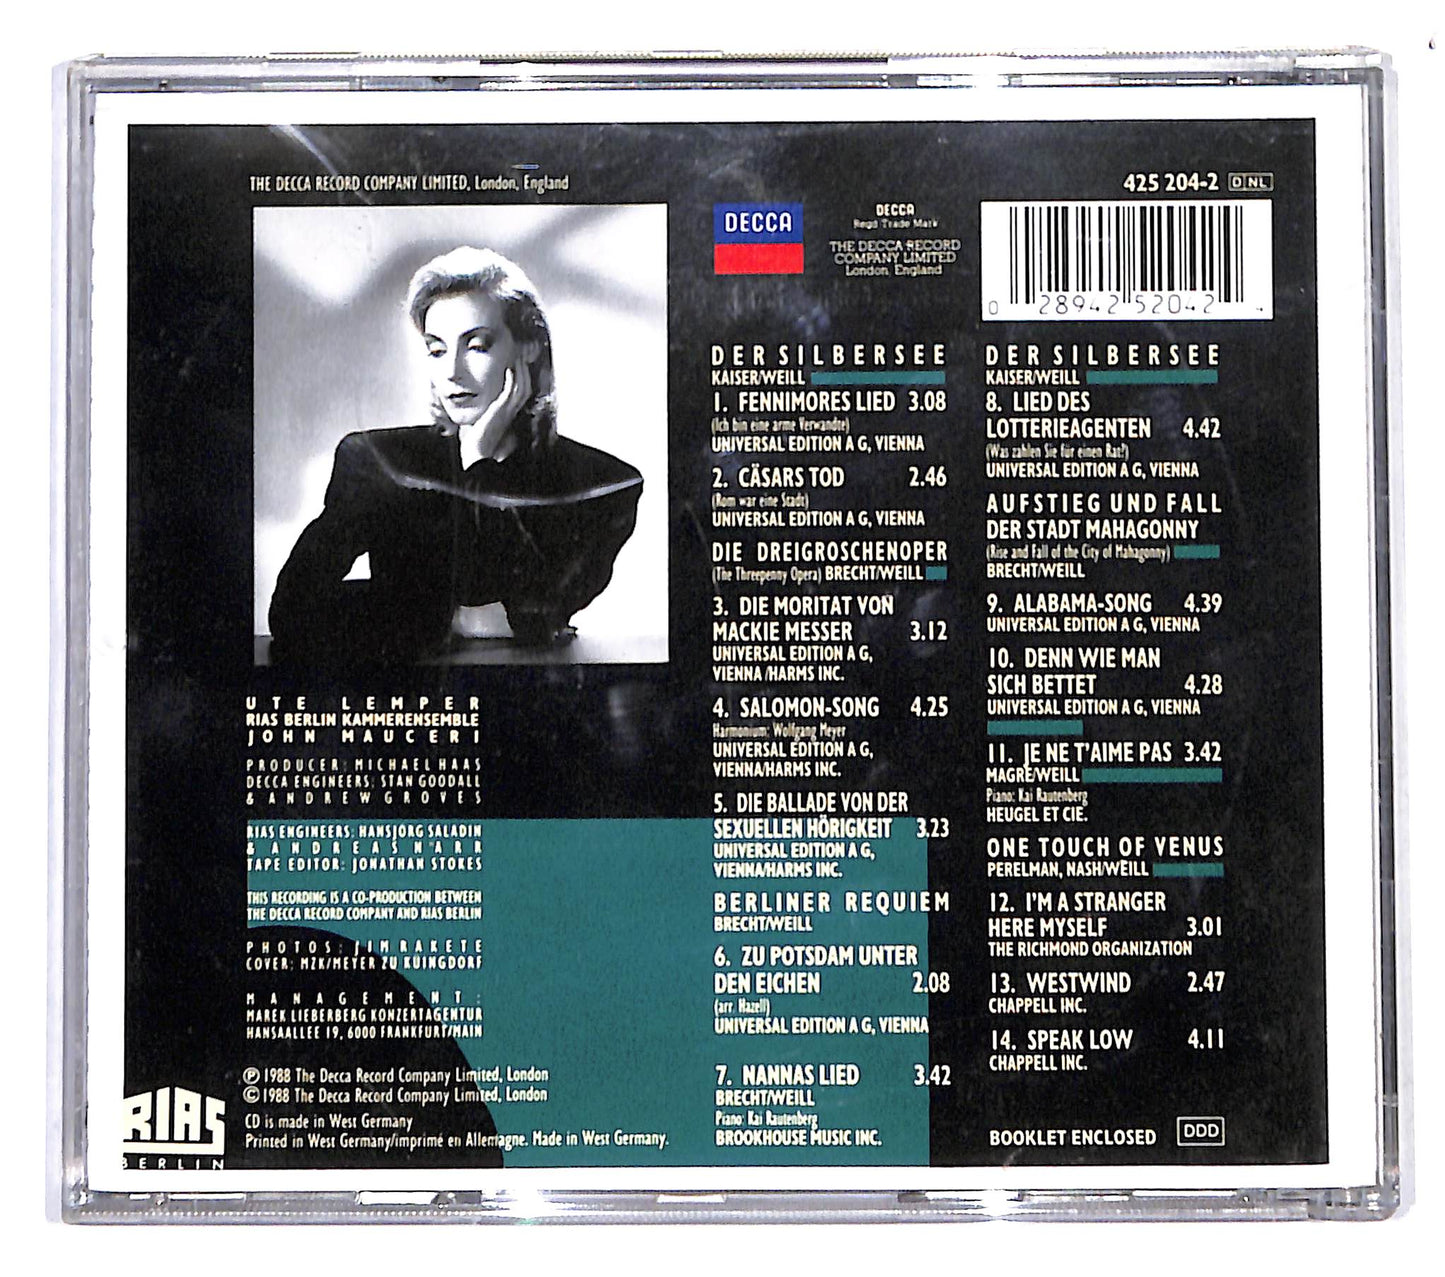 THE DECCA RECORD COMPANY LIMITED, London, England
UTE LEMPER
RIAS BERLIN KAMMERENSEMBLE
JOHN MAUCERI
PRODUCER: MICHAEL HAAS
DECCA ENGINEERS: STAN GOODALL
& ANDREW GROVES
RIAS ENGINEERS: HANSJÖRG SALADIN
& ANDREAS NARR
TAPE EDITOR: JONATHAN STOKES
THIS RECORDING IS A CO-PRODUCTION BETWEEN
THE DECCA RECORD COMPANY AND RIAS BERLIN
PHOTOS: JIM RAKETE
COVER: MZK/MEYER ZU KÜINGDORF
MANAGEMENT:
MAREK LIEBERBERG KONZERTAGENTUR
HANSAALLEE 19, 6000 FRANKFURT/MAIN
℗ 1988 The Decca Record Company Limited, London
© 1988 The Decca Record Company Limited, London
CD is made in West Germany
Printed in West Germany/imprimé en Allemagne. Made in West Germany.
RIAS
BERLIN
DECCA
DECCA
Regd Trade Mark
THE DECCA RECORD
COMPANY LIMITED
London, England
425 204-2 D NL
0 28942 52042 4
DER SILBERSEE
KAISER/WEILL
1. FENNIMORES LIED 3.08
(Ich bin eine arme Verwandte)
UNIVERSAL EDITION A G, VIENNA
2. CÄSARS TOD 2.46
(Rom war eine Stadt)
UNIVERSAL EDITION A G, VIENNA
DIE DREIGROSCHENOPER
(The Threepenny Opera) BRECHT/WEILL
3. DIE MORITAT VON
MACKIE MESSER 3.12
UNIVERSAL EDITION A G,
VIENNA /HARMS INC.
4. SALOMON-SONG 4.25
Harmonium: Wolfgang Meyer
UNIVERSAL EDITION A G,
VIENNA/HARMS INC.
5. DIE BALLADE VON DER
SEXUELLEN HÖRIGKEIT 3.23
UNIVERSAL EDITION A G,
VIENNA/HARMS INC.
BERLINER REQUIEM
BRECHT/WEILL
6. ZU POTSDAM UNTER
DEN EICHEN 2.08
(arr. Hazell)
UNIVERSAL EDITION A G, VIENNA
7. NANNAS LIED 3.42
BRECHT/WEILL
Piano: Kai Rautenberg
BROOKHOUSE MUSIC INC.
DER SILBERSEE
KAISER/WEILL
8. LIED DES
LOTTERIEAGENTEN 4.42
(Was zahlen Sie für einen Rat?)
UNIVERSAL EDITION A G, VIENNA
AUFSTIEG UND FALL
DER STADT MAHAGONNY
(Rise and Fall of the City of Mahagonny)
BRECHT/WEILL
9. ALABAMA-SONG 4.39
UNIVERSAL EDITION A G, VIENNA
10. DENN WIE MAN
SICH BETTET 4.28
UNIVERSAL EDITION A G, VIENNA
11. JE NE T'AIME PAS 3.42
MAGRE/WEILL
Piano: Kai Rautenberg
HEUGEL ET CIE.
ONE TOUCH OF VENUS
PERELMAN, NASH/WEILL
12. I'M A STRANGER
HERE MYSELF 3.01
THE RICHMOND ORGANIZATION
13. WESTWIND 2.47
CHAPPELL INC.
14. SPEAK LOW 4.11
CHAPPELL INC.
BOOKLET ENCLOSED DDD